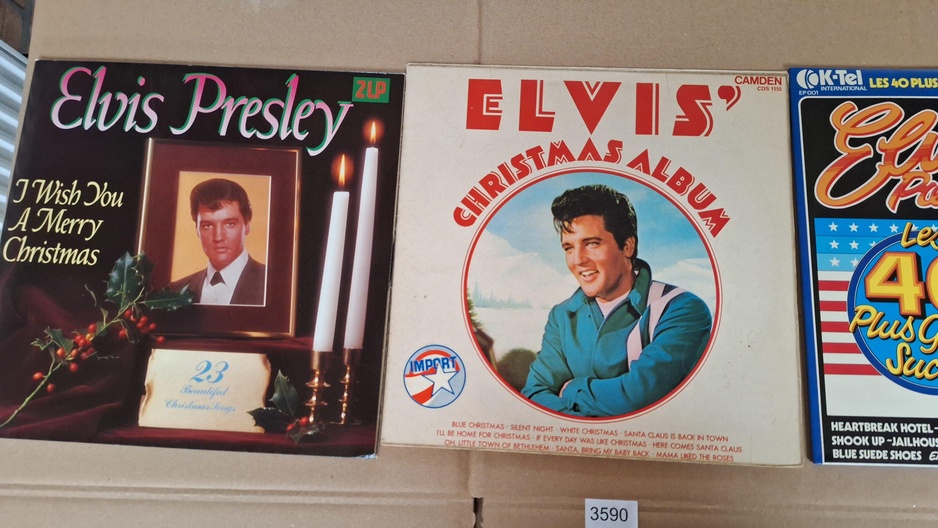 Elvis Presley
2LP
I Wish You
A Merry
Christmas
23
Beautiful
Christmas Songs
CAMDEN
CDS 1155
ELVIS'
CHRISTMAS ALBUM
IMPORT
BLUE CHRISTMAS · SILENT NIGHT · WHITE CHRISTMAS · SANTA CLAUS IS BACK IN TOWN
I'LL BE HOME FOR CHRISTMAS · IF EVERY DAY WAS LIKE CHRISTMAS · HERE COMES SANTA CLAUS
OH, LITTLE TOWN OF BETHLEHEM · SANTA, BRING MY BABY BACK · MAMA LIKED THE ROSES
K-Tel
INTERNATIONAL
EP 001
LES 40 PLUS
40
Plus G
Suc
HEARTBREAK HOTEL-
SHOOK UP -JAILHOUS
BLUE SUEDE SHOES
3590